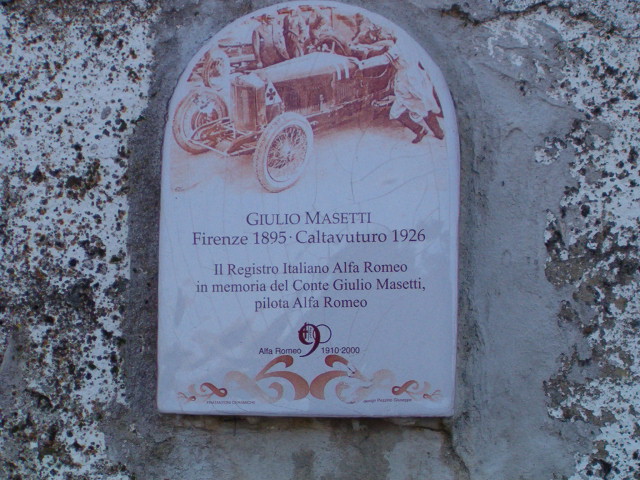 GIULIO MASETTI
Firenze 1895 · Caltavuturo 1926
Il Registro Italiano Alfa Romeo
in memoria del Conte Giulio Masetti,
pilota Alfa Romeo
Alfa Romeo 90 1910-2000